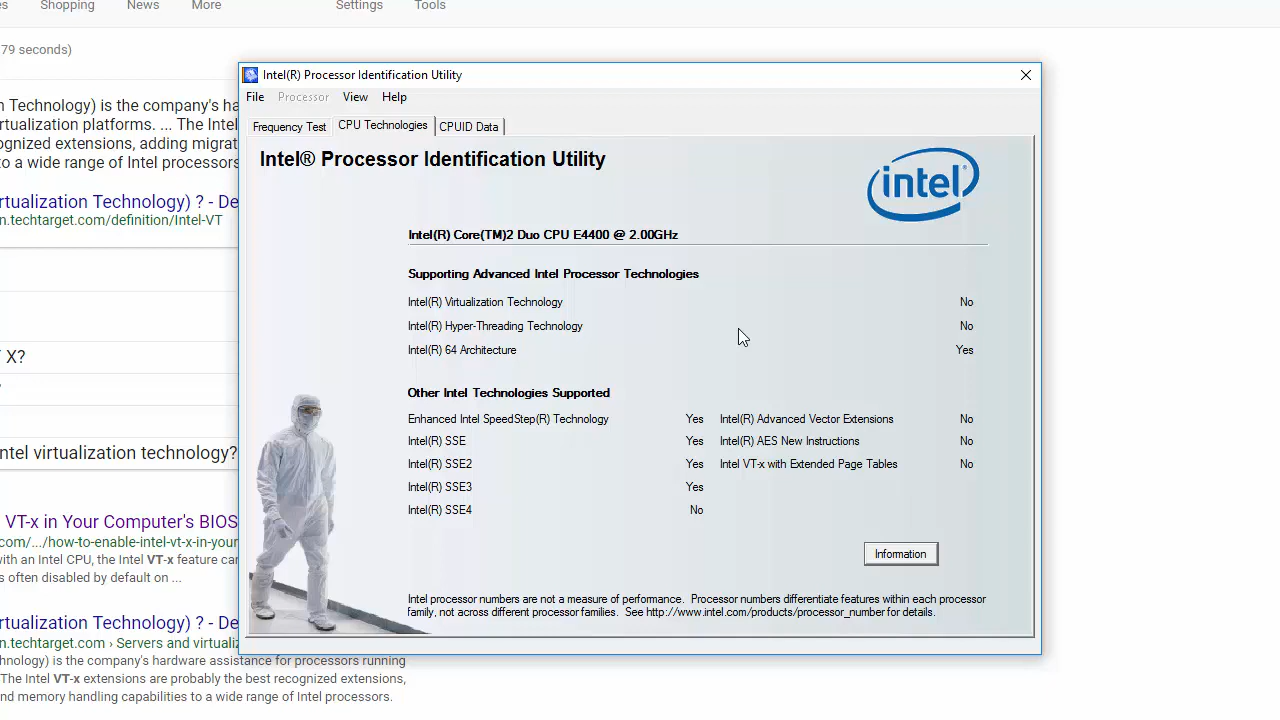 Shopping News More Settings Tools
79 seconds)
Intel(R) Processor Identification Utility
File Processor View Help
Frequency Test CPU Technologies CPUID Data
Intel® Processor Identification Utility
intel
Intel(R) Core(TM)2 Duo CPU E4400 @ 2.00GHz
Supporting Advanced Intel Processor Technologies
Intel(R) Virtualization Technology No
Intel(R) Hyper-Threading Technology No
Intel(R) 64 Architecture Yes
Other Intel Technologies Supported
Enhanced Intel SpeedStep(R) Technology Yes Intel(R) Advanced Vector Extensions No
Intel(R) SSE Yes Intel(R) AES New Instructions No
Intel(R) SSE2 Yes Intel VT-x with Extended Page Tables No
Intel(R) SSE3 Yes
Intel(R) SSE4 No
Information
Intel processor numbers are not a measure of performance. Processor numbers differentiate features within each processor
family, not across different processor families. See http://www.intel.com/products/processor_number for details.
n Technology) is the company's ha
rtualization platforms. ... The Intel
ognized extensions, adding migrat
to a wide range of Intel processors
rtualization Technology) ? - De
n.techtarget.com/definition/Intel-VT
X?
ntel virtualization technology?
VT-x in Your Computer's BIOS
com/.../how-to-enable-intel-vt-x-in-your
with an Intel CPU, the Intel VT-x feature car
s often disabled by default on ...
rtualization Technology) ? - De
n.techtarget.com › Servers and virtualiz
hnology) is the company's hardware assistance for processors running
The Intel VT-x extensions are probably the best recognized extensions,
nd memory handling capabilities to a wide range of Intel processors.